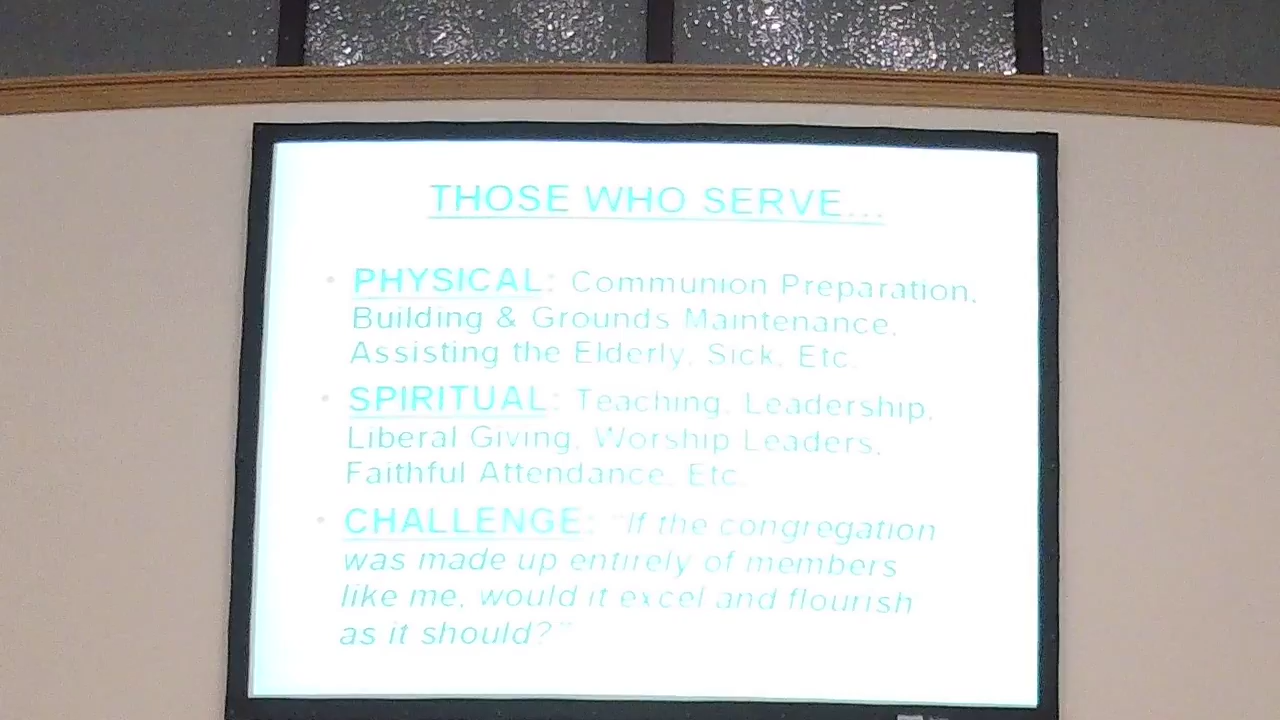 THOSE WHO SERVE...
• PHYSICAL: Communion Preparation,
Building & Grounds Maintenance,
Assisting the Elderly, Sick, Etc.
• SPIRITUAL: Teaching, Leadership,
Liberal Giving, Worship Leaders,
Faithful Attendance, Etc.
• CHALLENGE: "If the congregation
was made up entirely of members
like me, would it excel and flourish
as it should?"